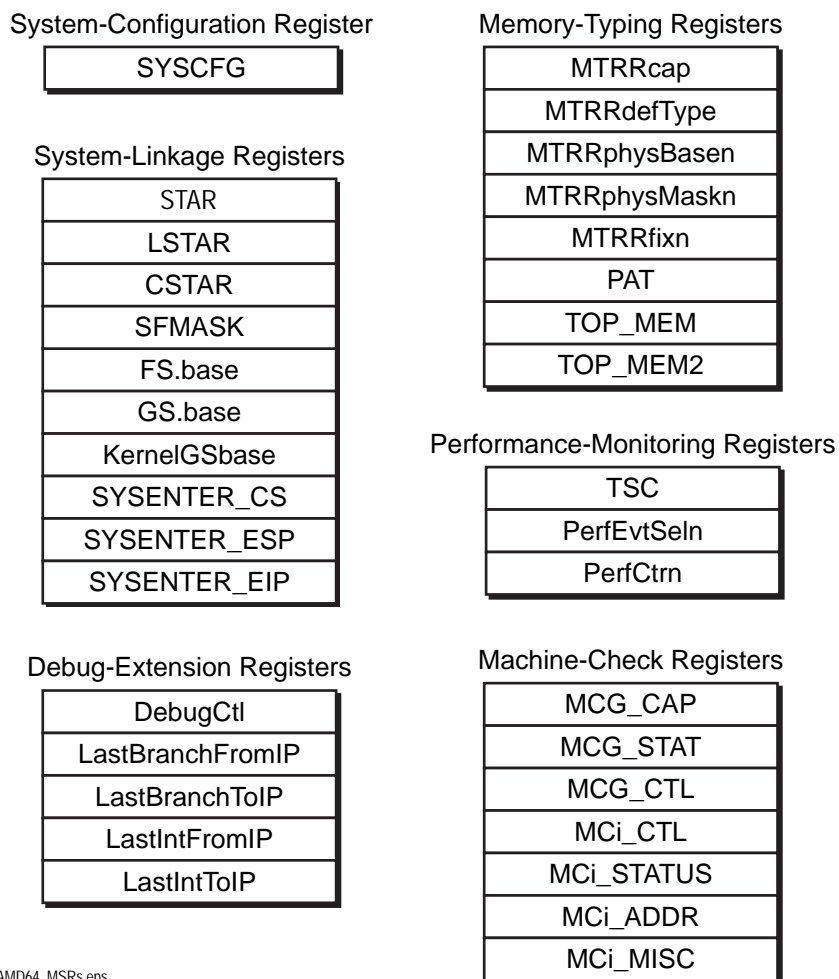 System-Configuration Register
SYSCFG
System-Linkage Registers
STAR
LSTAR
CSTAR
SFMASK
FS.base
GS.base
KernelGSbase
SYSENTER_CS
SYSENTER_ESP
SYSENTER_EIP
Debug-Extension Registers
DebugCtl
LastBranchFromIP
LastBranchToIP
LastIntFromIP
LastIntToIP
Memory-Typing Registers
MTRRcap
MTRRdefType
MTRRphysBasen
MTRRphysMaskn
MTRRfixn
PAT
TOP_MEM
TOP_MEM2
Performance-Monitoring Registers
TSC
PerfEvtSeln
PerfCtrn
Machine-Check Registers
MCG_CAP
MCG_STAT
MCG_CTL
MCi_CTL
MCi_STATUS
MCi_ADDR
MCi_MISC
AMD64_MSRs.eps